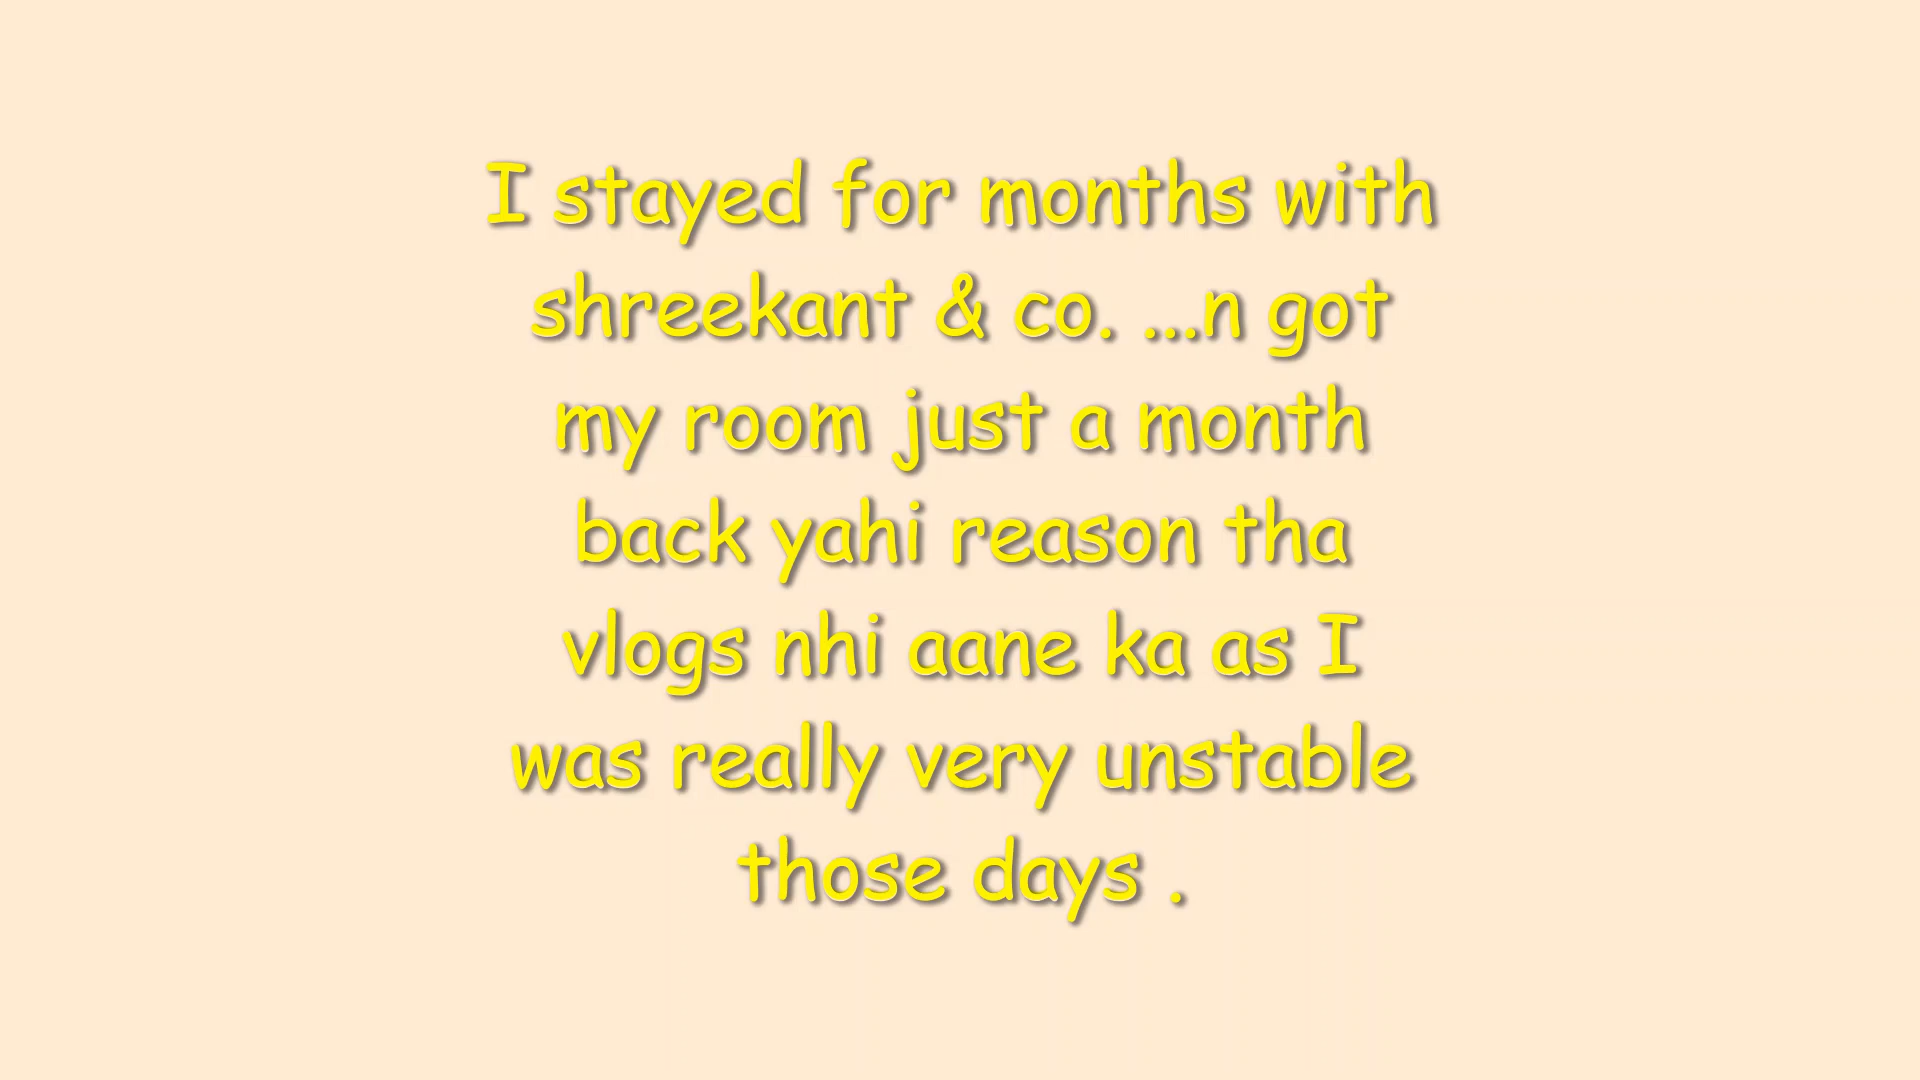 I stayed for months with
shreekant & co. ...n got
my room just a month
back yahi reason tha
vlogs nhi aane ka as I
was really very unstable
those days .